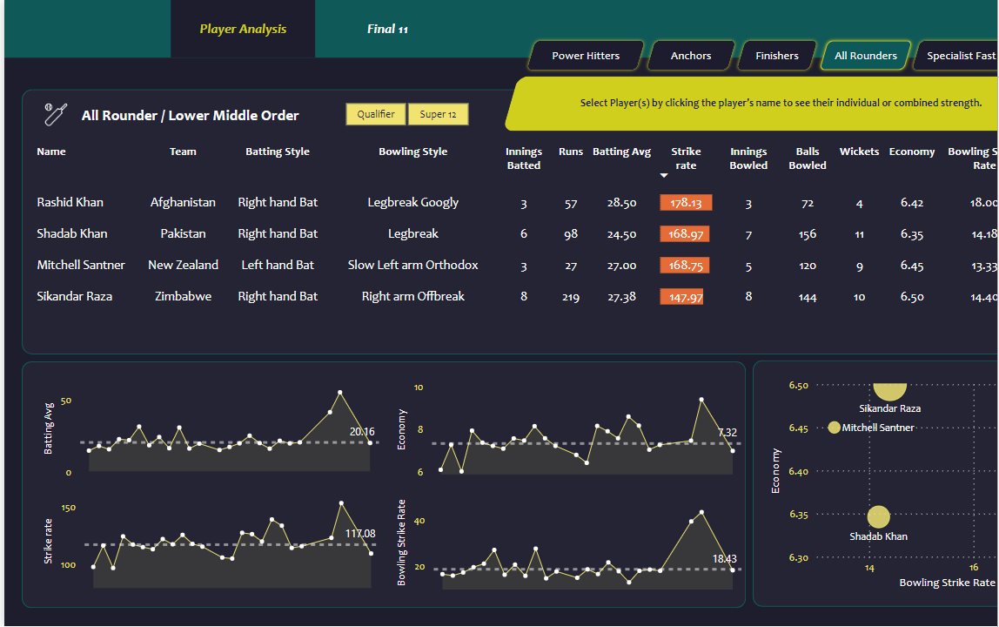 Player Analysis
Final 11
Power Hitters
Anchors
Finishers
All Rounders
Specialist Fast
Select Player(s) by clicking the player's name to see their individual or combined strength.
All Rounder / Lower Middle Order
Qualifier
Super 12
Name Team Batting Style Bowling Style Innings Batted Runs Batting Avg Strike rate Innings Bowled Balls Bowled Wickets Economy Bowling S Rate
Rashid Khan Afghanistan Right hand Bat Legbreak Googly 3 57 28.50 178.13 3 72 4 6.42 18.00
Shadab Khan Pakistan Right hand Bat Legbreak 6 98 24.50 168.97 7 156 11 6.35 14.18
Mitchell Santner New Zealand Left hand Bat Slow Left arm Orthodox 3 27 27.00 168.75 5 120 9 6.45 13.33
Sikandar Raza Zimbabwe Right hand Bat Right arm Offbreak 8 219 27.38 147.97 8 144 10 6.50 14.40
Batting Avg
50
0
20.16
Economy
10
8
6
7.32
Strike rate
150
100
117.08
Bowling Strike Rate
40
20
18.43
Economy
6.50
6.45
6.40
6.35
6.30
Sikandar Raza
Mitchell Santner
Shadab Khan
14
16
Bowling Strike Rate